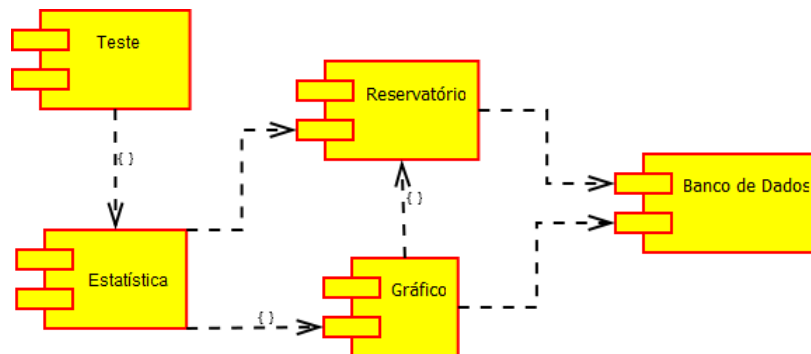 Teste
Reservatório
{ }
Banco de Dados
{ }
Estatística
Gráfico
{ }